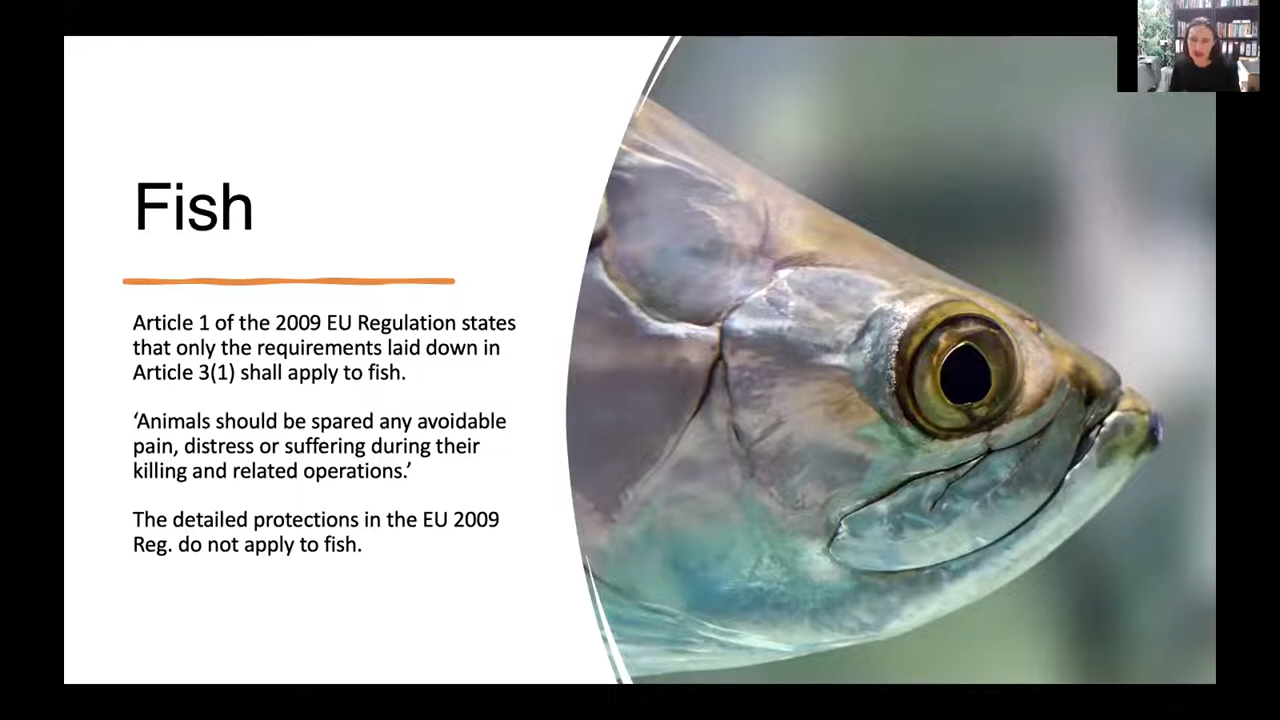 Fish
Article 1 of the 2009 EU Regulation states
that only the requirements laid down in
Article 3(1) shall apply to fish.
‘Animals should be spared any avoidable
pain, distress or suffering during their
killing and related operations.’
The detailed protections in the EU 2009
Reg. do not apply to fish.